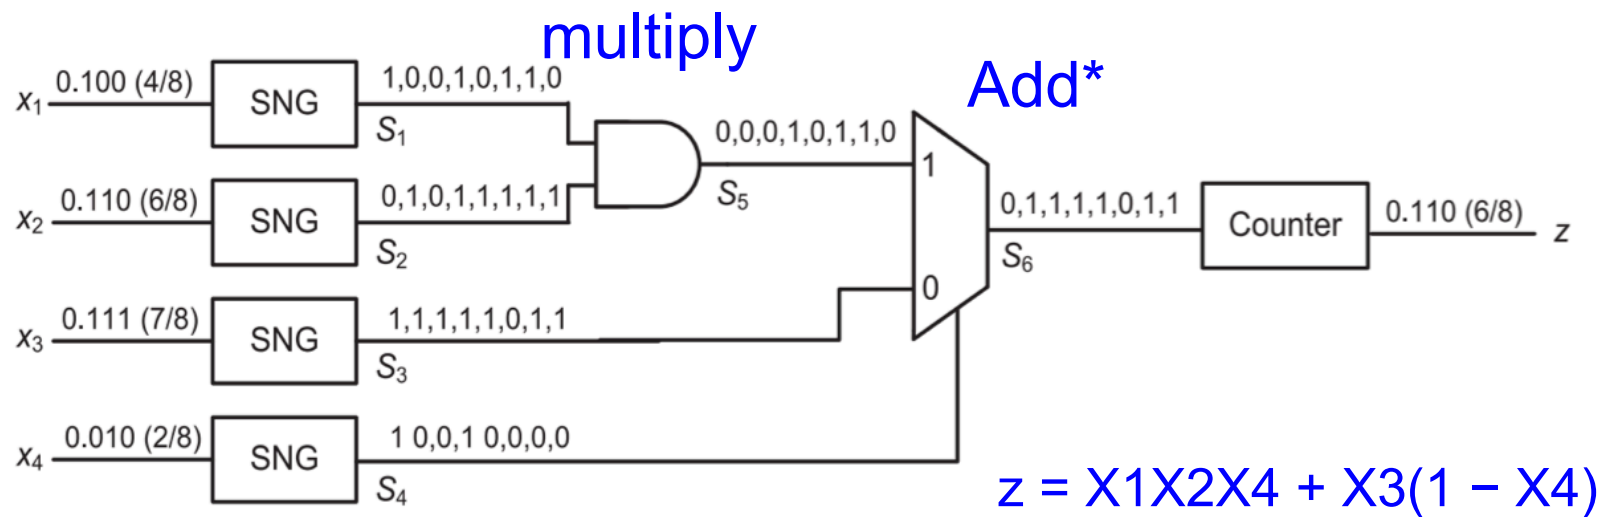 multiply
Add*
x1 0.100 (4/8) SNG 1,0,0,1,0,1,1,0
S1
0,0,0,1,0,1,1,0
S5
x2 0.110 (6/8) SNG 0,1,0,1,1,1,1,1
S2
1
0
0,1,1,1,1,0,1,1
S6
Counter
0.110 (6/8)
z
x3 0.111 (7/8) SNG 1,1,1,1,1,0,1,1
S3
x4 0.010 (2/8) SNG 1 0,0,1 0,0,0,0
S4
z = X1X2X4 + X3(1 − X4)